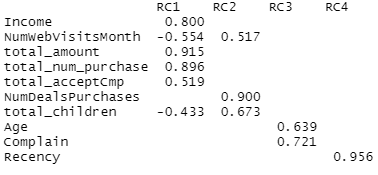 RC1 RC2 RC3 RC4
Income 0.800
NumWebVisitsMonth -0.554 0.517
total_amount 0.915
total_num_purchase 0.896
total_acceptCmp 0.519
NumDealsPurchases 0.900
total_children -0.433 0.673
Age 0.639
Complain 0.721
Recency 0.956